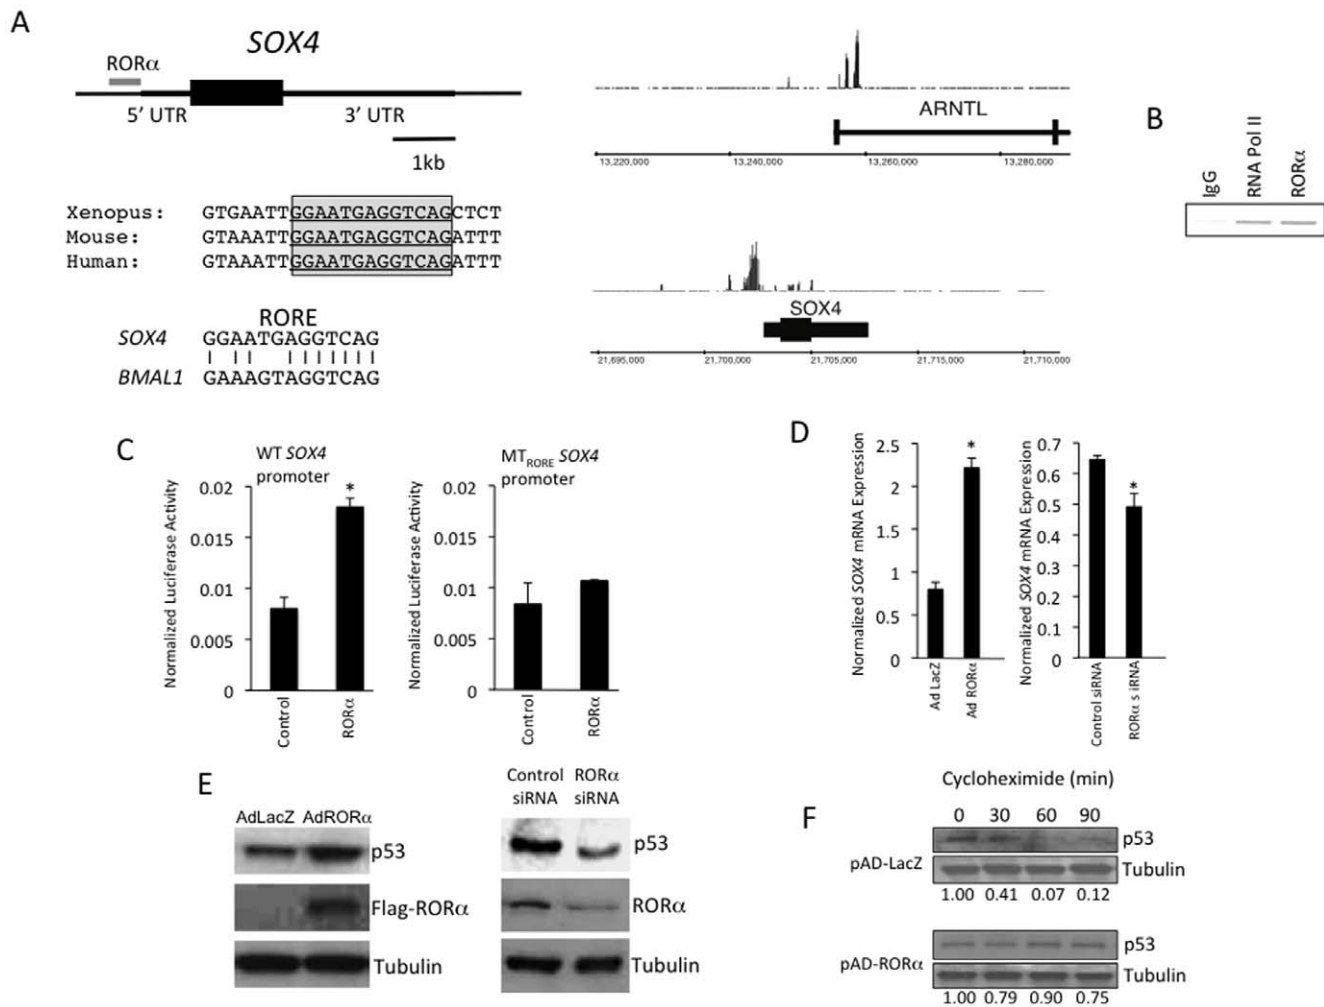 A
SOX4
RORα
5' UTR
3' UTR
1kb
Xenopus: GTGAATTGGAATGAGGTCAGCTCT
Mouse: GTAAATTGGAATGAGGTCAGATTT
Human: GTAAATTGGAATGAGGTCAGATTT
RORE
SOX4 GGAATGAGGTCAG
BMAL1 GAAAGTAGGTCAG
ARNTL
13,220,000 13,240,000 13,260,000 13,280,000
SOX4
21,695,000 21,700,000 21,705,000 21,715,000 21,710,000
B
IgG
RNA Pol II
RORα
C
WT SOX4
promoter
Normalized Luciferase Activity
0.02
0.015
0.01
0.005
0
*
Control
RORα
MTRORE SOX4
promoter
Normalized Luciferase Activity
0.02
0.015
0.01
0.005
0
Control
RORα
D
Normalized SOX4 mRNA Expression
2.5
2
1.5
1
0.5
0
*
Ad LacZ
Ad RORα
Normalized SOX4 mRNA Expression
0.7
0.6
0.5
0.4
0.3
0.2
0.1
0
*
Control siRNA
RORα s iRNA
E
AdLacZ AdRORα
p53
Flag-RORα
Tubulin
Control RORα
siRNA siRNA
p53
RORα
Tubulin
F
Cycloheximide (min)
0 30 60 90
pAD-LacZ
p53
Tubulin
1.00 0.41 0.07 0.12
pAD-RORα
p53
Tubulin
1.00 0.79 0.90 0.75